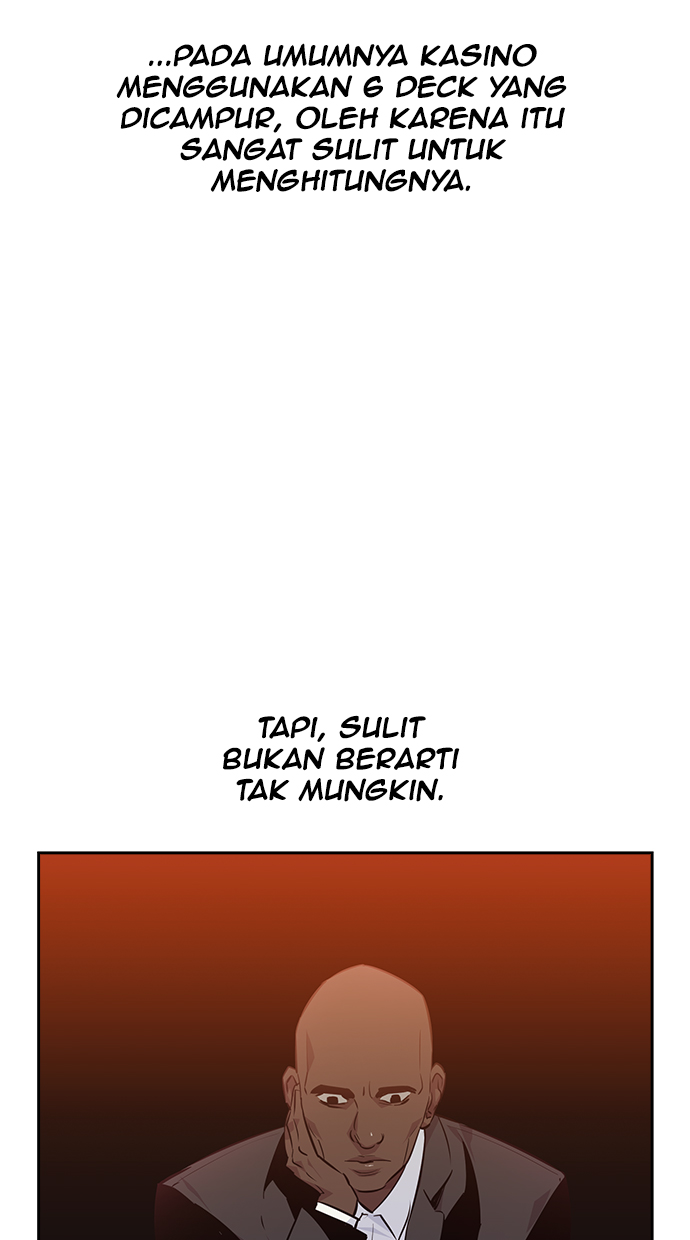 ...PADA UMUMNYA KASINO
MENGGUNAKAN 6 DECK YANG
DICAMPUR, OLEH KARENA ITU
SANGAT SULIT UNTUK
MENGHITUNGNYA.
TAPI, SULIT
BUKAN BERARTI
TAK MUNGKIN.